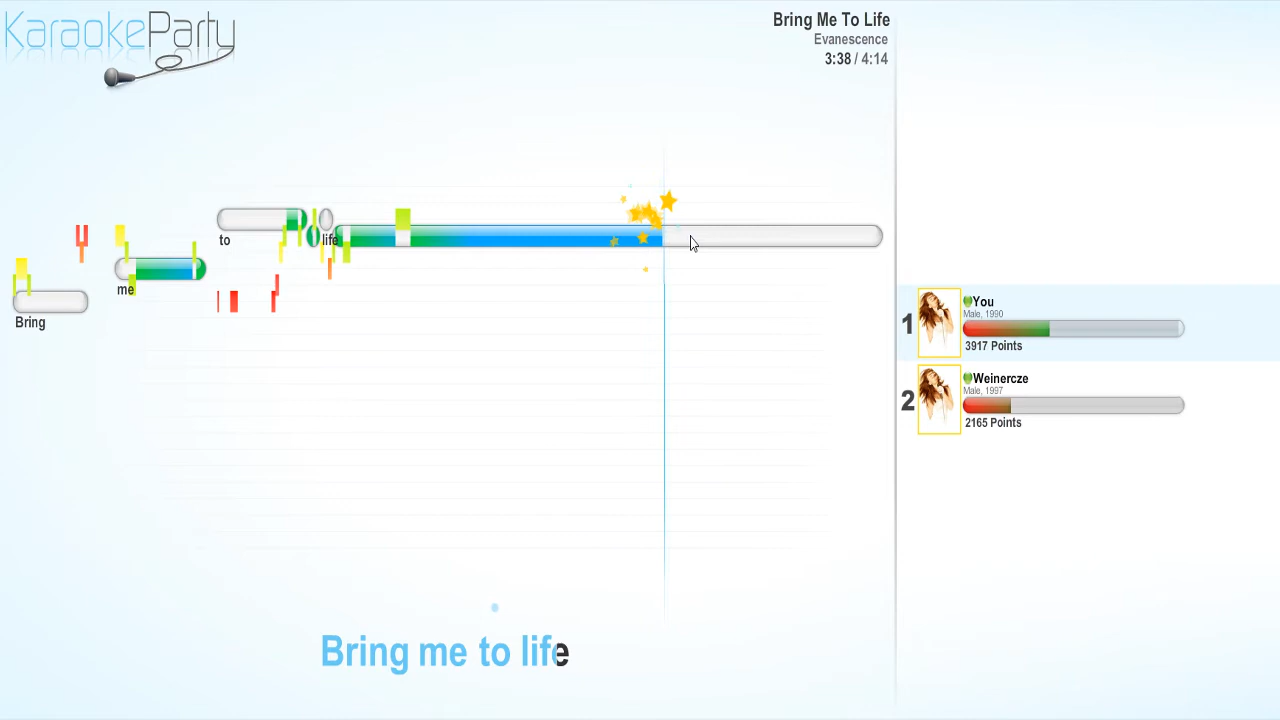 KaraokeParty
Bring Me To Life
Evanescence
3:38 / 4:14
to
life
me
Bring
1
You
Male, 1990
3917 Points
2
Weinercze
Male, 1997
2165 Points
Bring me to life